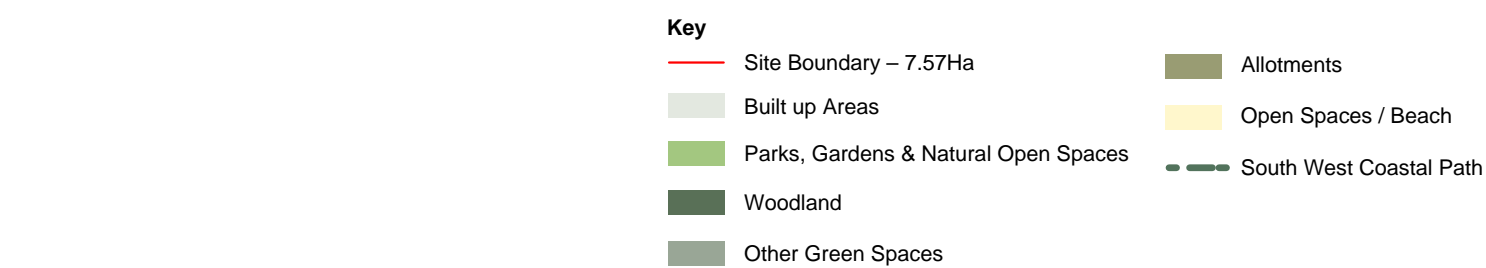 Key
Site Boundary – 7.57Ha
Built up Areas
Parks, Gardens & Natural Open Spaces
Woodland
Other Green Spaces
Allotments
Open Spaces / Beach
South West Coastal Path